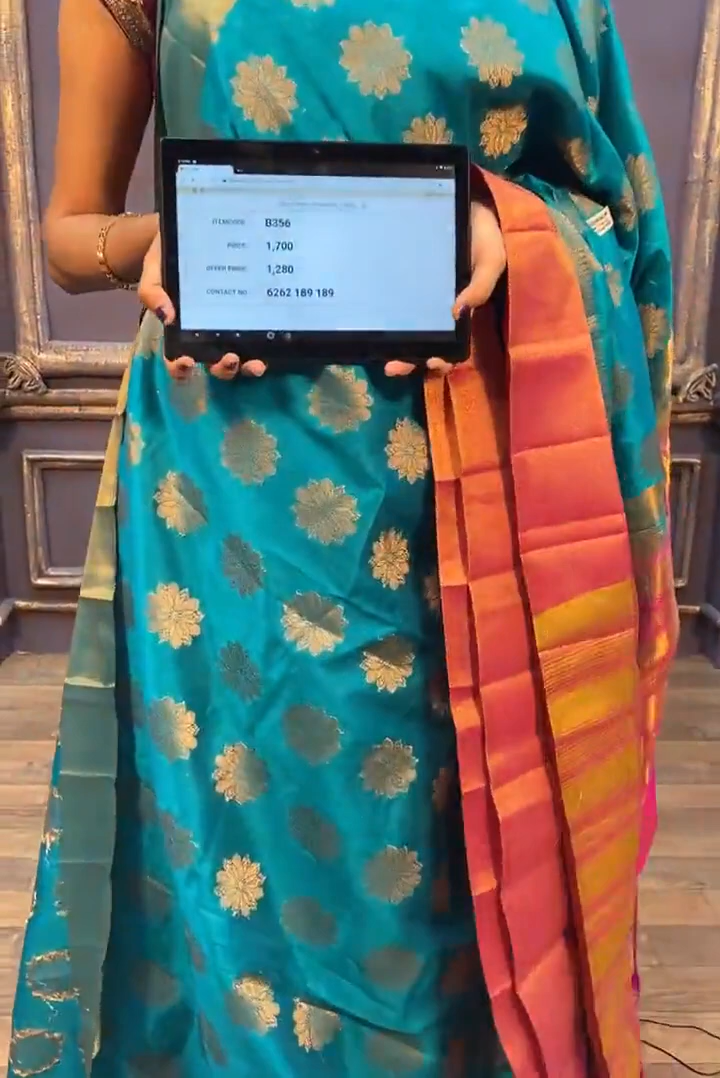 ITEMCODE B356
PRICE 1,700
OFFER PRICE 1,280
CONTACT NO 6262 189 189